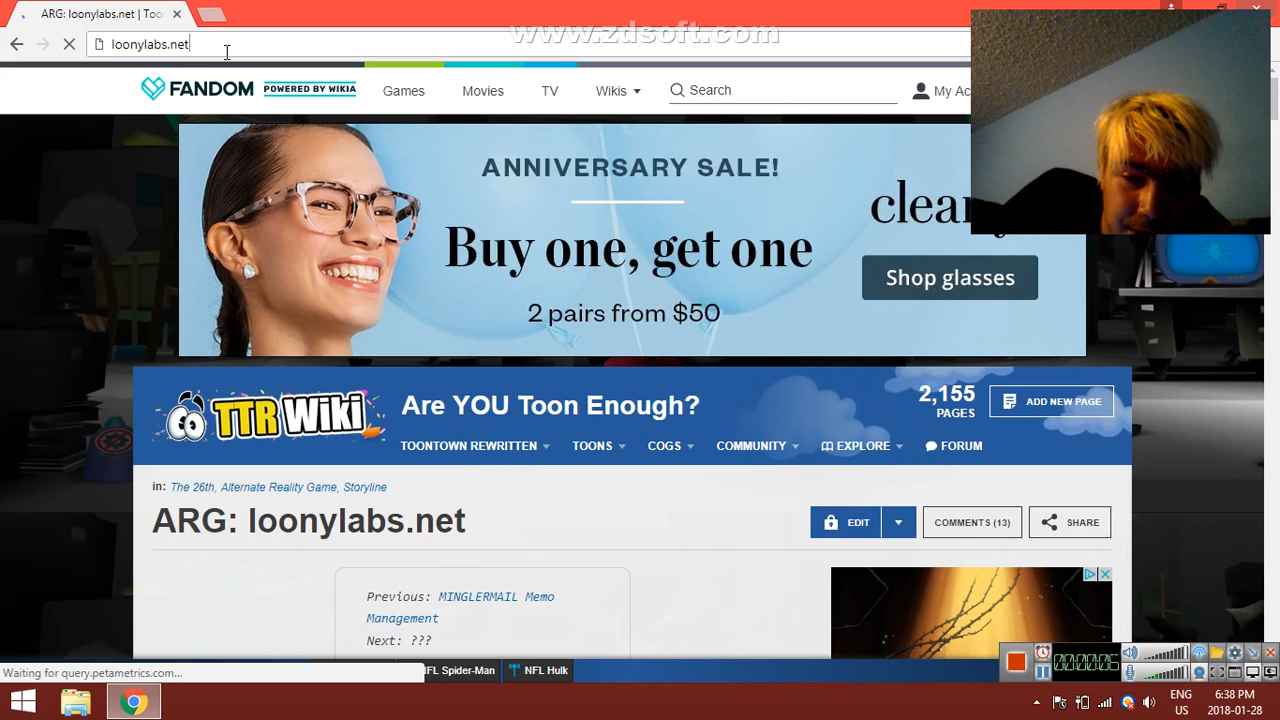 ARG: loonylabs.net | Too
www.zdsoft.com
loonylabs.net
FANDOM POWERED BY WIKIA Games Movies TV Wikis Search My Ac
ANNIVERSARY SALE!
Buy one, get one
2 pairs from $50
Shop glasses
TTR WiKi
Are YOU Toon Enough?
2,155
PAGES
ADD NEW PAGE
TOONTOWN REWRITTEN TOONS COGS COMMUNITY EXPLORE FORUM
in: The 26th, Alternate Reality Game, Storyline
ARG: loonylabs.net
EDIT COMMENTS (13) SHARE
Previous: MINGLERMAIL Memo
Management
Next: ???
Waiting for query.petametrics.com...
NFL Spider-Man NFL Hulk
00:00:06
ENG
US
6:38 PM
2018-01-28